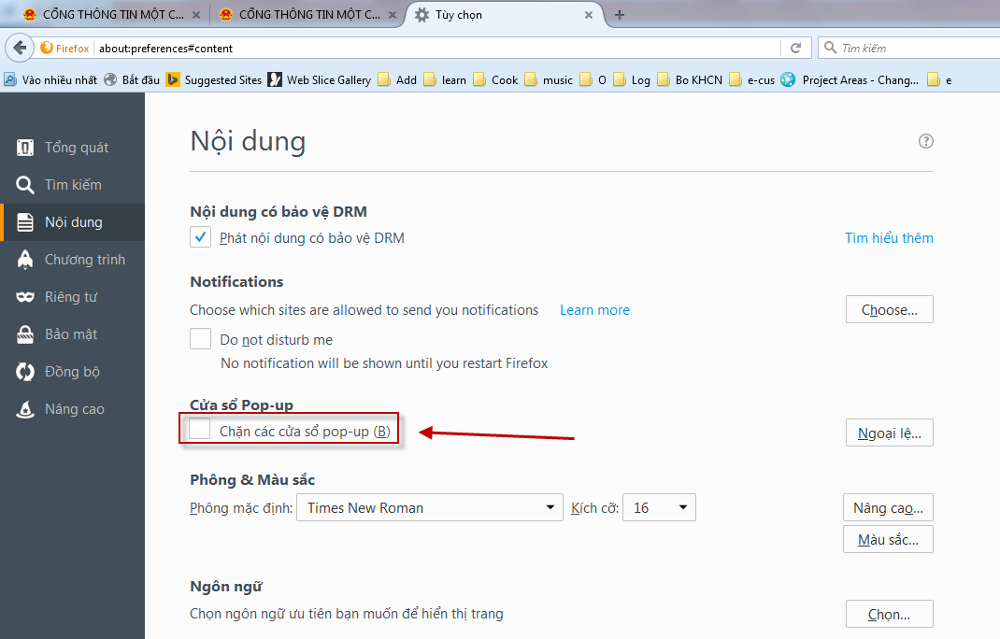 CỔNG THÔNG TIN MỘT C...
CỔNG THÔNG TIN MỘT C...
Tùy chọn
Firefox
about:preferences#content
Tìm kiếm
Vào nhiều nhất
Bắt đầu
Suggested Sites
Web Slice Gallery
Add
learn
Cook
music
O
Log
Bo KHCN
e-cus
Project Areas - Chang...
e
Tổng quát
Tìm kiếm
Nội dung
Chương trình
Riêng tư
Bảo mật
Đồng bộ
Nâng cao
Nội dung
?
Nội dung có bảo vệ DRM
Phát nội dung có bảo vệ DRM
Tìm hiểu thêm
Notifications
Choose which sites are allowed to send you notifications
Learn more
Choose...
Do not disturb me
No notification will be shown until you restart Firefox
Cửa sổ Pop-up
Chặn các cửa sổ pop-up (B)
Ngoại lệ...
Phông & Màu sắc
Phông mặc định:
Times New Roman
Kích cỡ:
16
Nâng cao...
Màu sắc...
Ngôn ngữ
Chọn ngôn ngữ ưu tiên bạn muốn để hiển thị trang
Chọn...